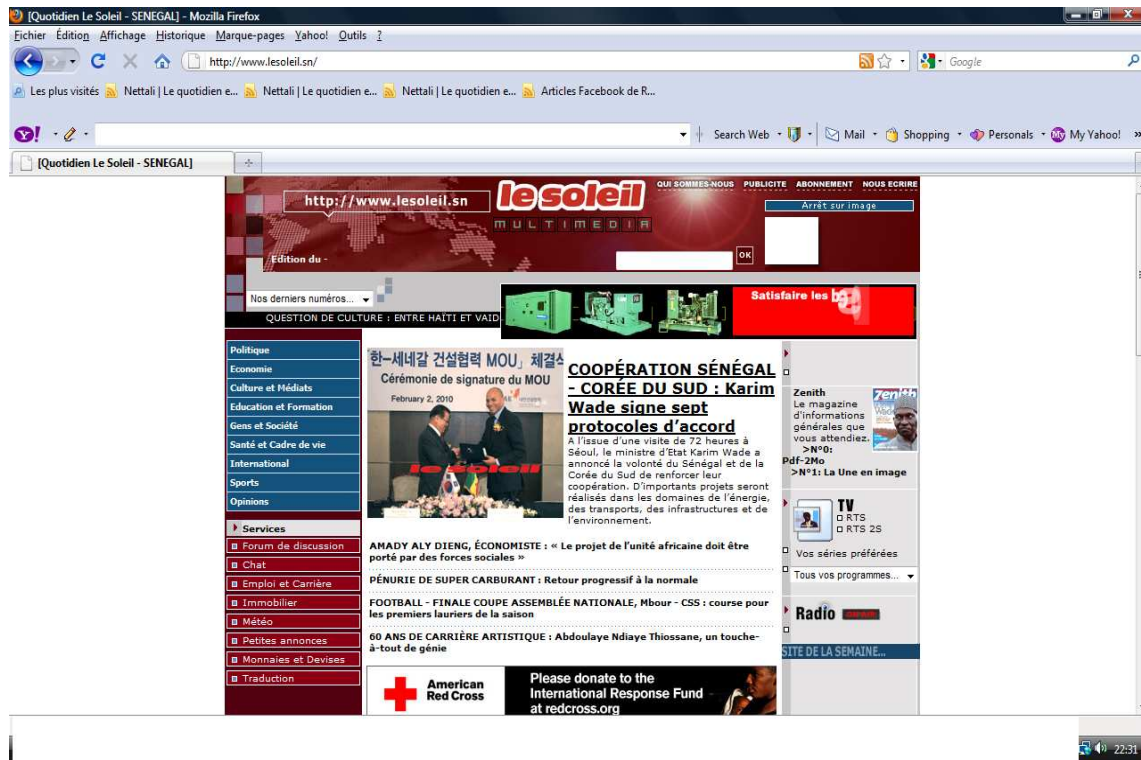 [Quotidien Le Soleil - SENEGAL] - Mozilla Firefox
Fichier Édition Affichage Historique Marque-pages Yahoo! Outils ?
http://www.lesoleil.sn/
Google
Les plus visités Nettali | Le quotidien e... Nettali | Le quotidien e... Nettali | Le quotidien e... Articles Facebook de R...
Y! Search Web Mail Shopping Personals My Yahoo! »
[Quotidien Le Soleil - SENEGAL]
QUI SOMMES-NOUS PUBLICITE ABONNEMENT NOUS ECRIRE
http://www.lesoleil.sn
le soleil
MULTIMEDIA
Arrêt sur image
Edition du -
OK
Nos derniers numéros...
Satisfaire les
QUESTION DE CULTURE : ENTRE HAÏTI ET VAID
Politique
Economie
Culture et Médiats
Education et Formation
Gens et Société
Santé et Cadre de vie
International
Sports
Opinions
Services
Forum de discussion
Chat
Emploi et Carrière
Immobilier
Météo
Petites annonces
Monnaies et Devises
Traduction
한-세네갈 건설협력 MOU」 체결식
Cérémonie de signature du MOU
February 2, 2010
le soleil
COOPÉRATION SÉNÉGAL
- CORÉE DU SUD : Karim
Wade signe sept
protocoles d’accord
A l’issue d’une visite de 72 heures à
Séoul, le ministre d’Etat Karim Wade a
annoncé la volonté du Sénégal et de la
Corée du Sud de renforcer leur
coopération. D’importants projets seront
réalisés dans les domaines de l’énergie,
des transports, des infrastructures et de
l’environnement.
AMADY ALY DIENG, ÉCONOMISTE : « Le projet de l’unité africaine doit être
porté par des forces sociales »
PÉNURIE DE SUPER CARBURANT : Retour progressif à la normale
FOOTBALL - FINALE COUPE ASSEMBLÉE NATIONALE, Mbour - CSS : course pour
les premiers lauriers de la saison
60 ANS DE CARRIÈRE ARTISTIQUE : Abdoulaye Ndiaye Thiossane, un touche-
à-tout de génie
American
Red Cross
Please donate to the
International Response Fund
at redcross.org
Zenith
Le magazine
d'informations
générales que
vous attendiez.
>N°0:
Pdf-2Mo
>N°1: La Une en image
Zenith
TV
RTS
RTS 2S
Vos séries préférées
Tous vos programmes...
Radio
SITE DE LA SEMAINE...
22:31